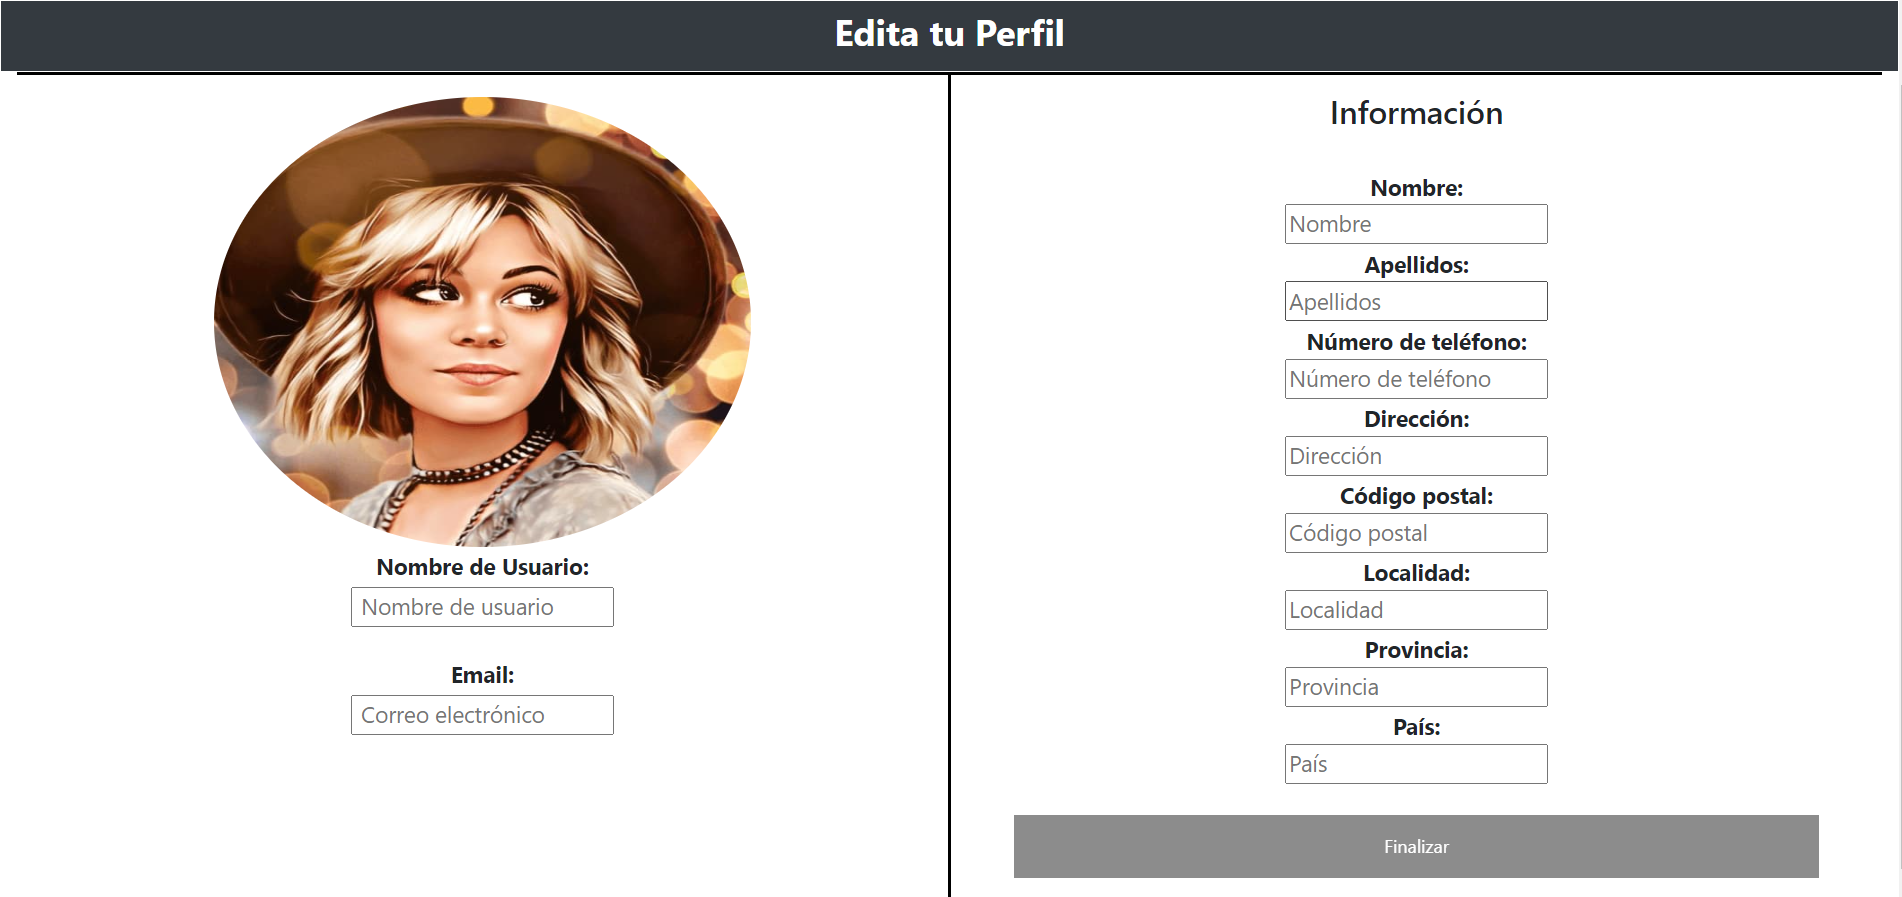 Edita tu Perfil
Nombre de Usuario:
Nombre de usuario
Email:
Correo electrónico
Información
Nombre:
Nombre
Apellidos:
Apellidos
Número de teléfono:
Número de teléfono
Dirección:
Dirección
Código postal:
Código postal
Localidad:
Localidad
Provincia:
Provincia
País:
País
Finalizar